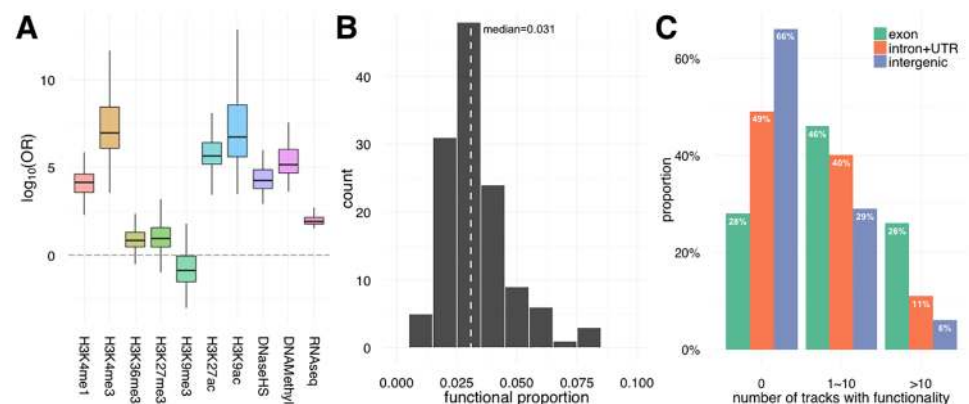 A
log10(OR)
10
5
0
H3K4me1
H3K4me3
H3K36me3
H3K27me3
H3K9me3
H3K27ac
H3K9ac
DNaseHS
DNAMethyl
RNAseq
B
median=0.031
count
40
30
20
10
0
0.000 0.025 0.050 0.075 0.100
functional proportion
C
exon
intron+UTR
intergenic
proportion
60%
40%
20%
0%
28% 49% 66%
46% 40% 29%
26% 11% 6%
0 1~10 >10
number of tracks with functionality